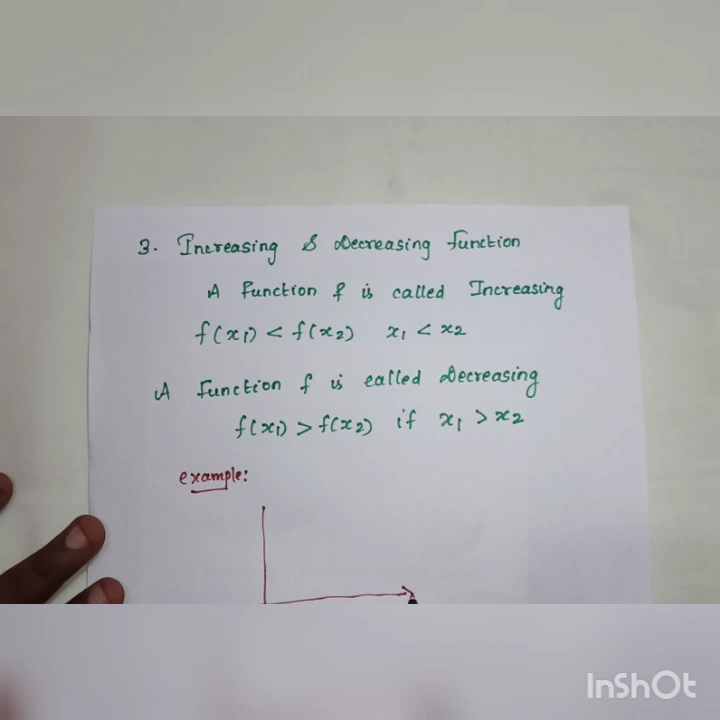 3. Increasing & Decreasing function
A function f is called Increasing
f(x₁) < f(x₂) x₁ < x₂
A function f is called Decreasing
f(x₁) > f(x₂) if x₁ > x₂
example:
InShOt